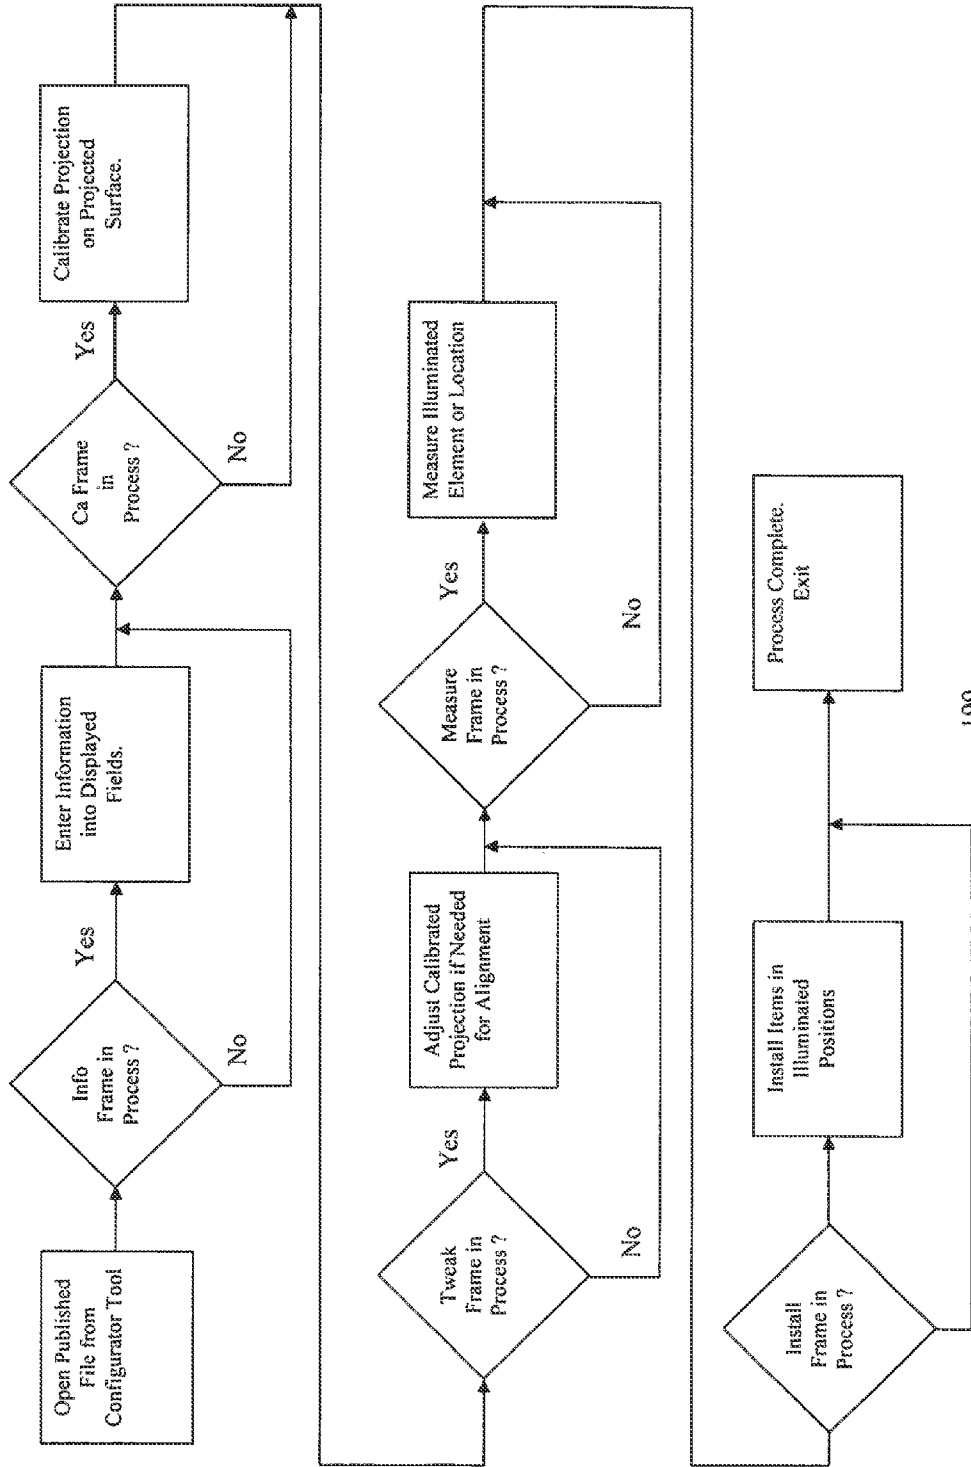 Open Published
File from
Configurator Tool
Info
Frame in
Process ?
Yes
No
Enter Information
into Displayed
Fields.
Ca Frame
in
Process ?
Yes
No
Calibrate Projection
on Projected
Surface.
Tweak
Frame in
Process ?
Yes
No
Adjust Calibrated
Projection if Needed
for Alignment
Measure
Frame in
Process ?
Yes
No
Measure Illuminated
Element or Location
Install
Frame in
Process ?
Install Items in
Illuminated
Positions
Process Complete.
Exit